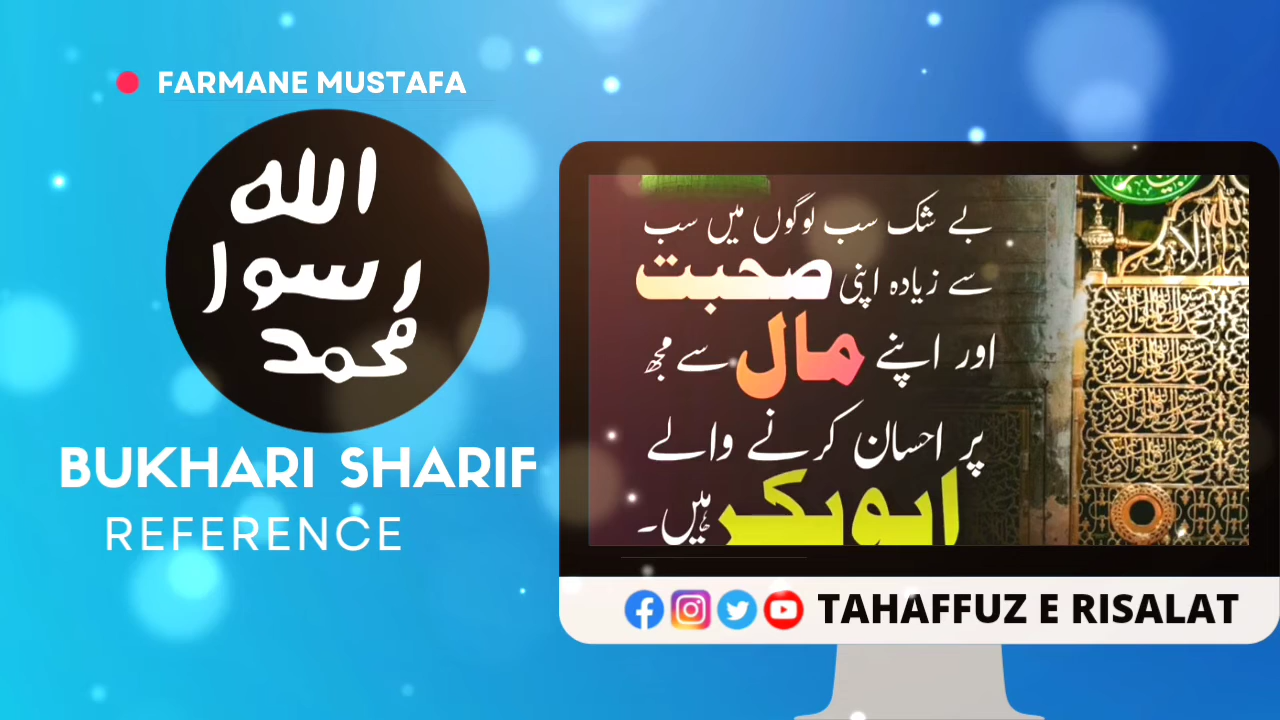 FARMANE MUSTAFA
الله
رسول
محمد
BUKHARI SHARIF
REFERENCE
بے شک سب لوگوں میں سب
سے زیادہ اپنی صحبت
اور اپنے مال سے مجھ
پر احسان کرنے والے
ابوبکر ہیں۔
TAHAFFUZ E RISALAT